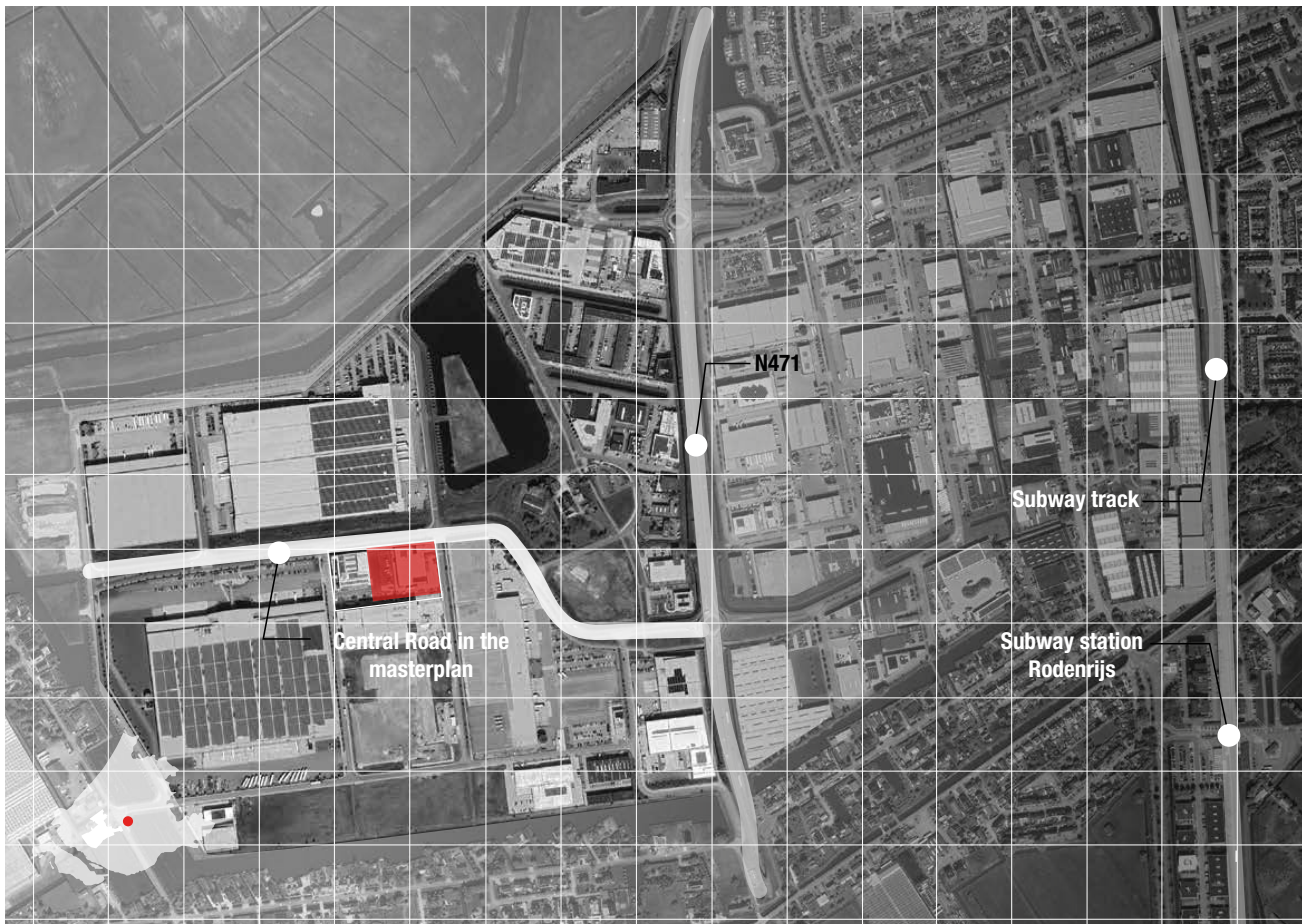 N471
Subway track
Central Road in the
masterplan
Subway station
Rodenrijs